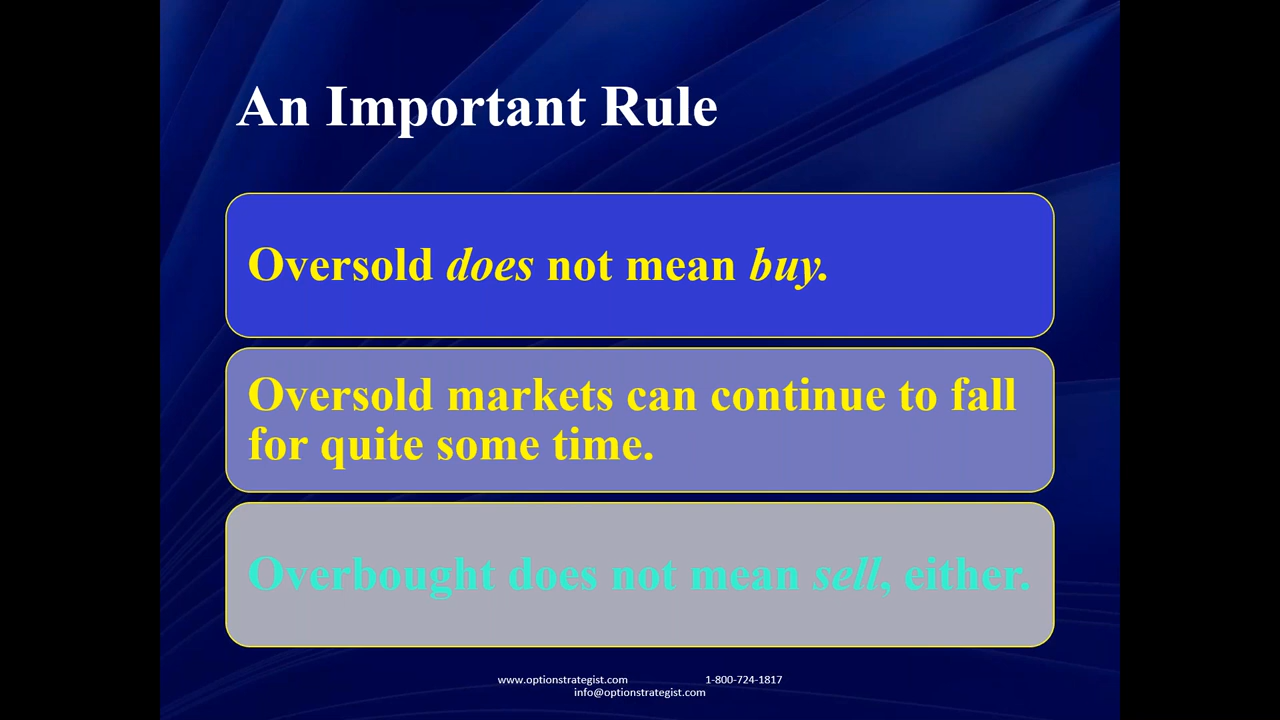 An Important Rule
Oversold does not mean buy.
Oversold markets can continue to fall
for quite some time.
Overbought does not mean sell, either.
www.optionstrategist.com 1-800-724-1817
info@optionstrategist.com